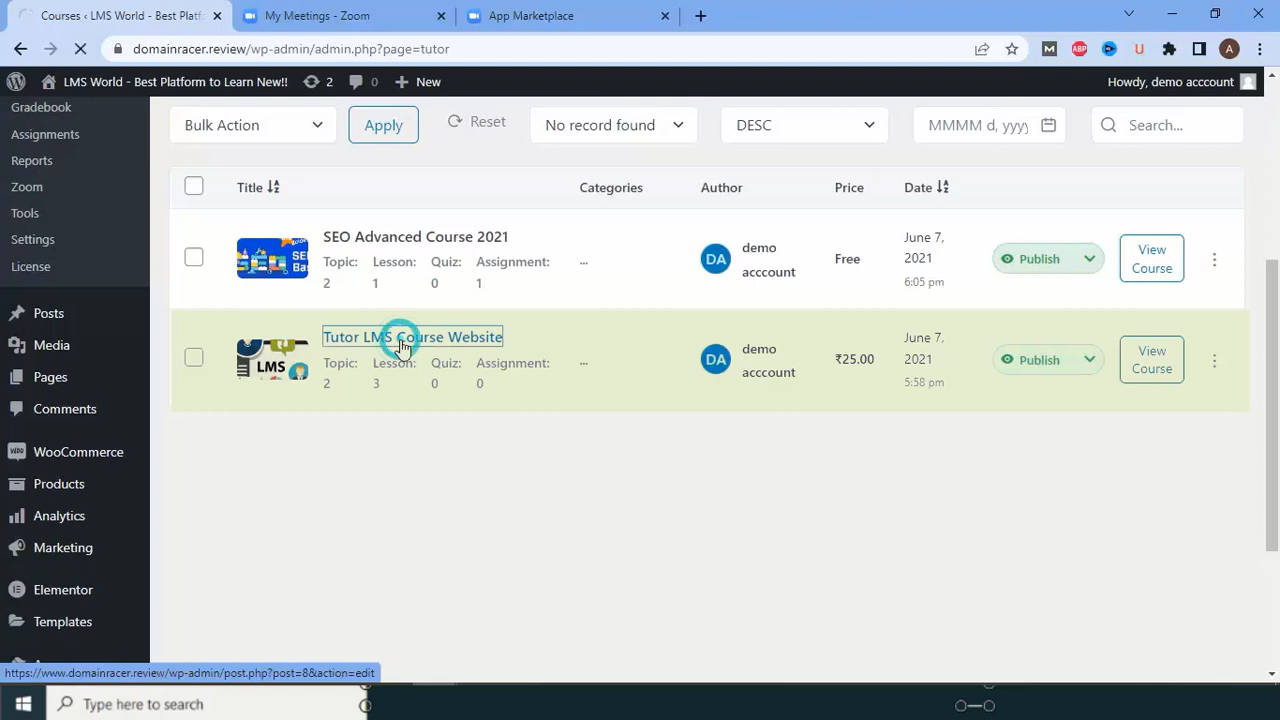 Courses ‹ LMS World - Best Platf
My Meetings - Zoom
App Marketplace
domainracer.review/wp-admin/admin.php?page=tutor
LMS World - Best Platform to Learn New!!
2
0
New
Howdy, demo acccount
Gradebook
Assignments
Reports
Zoom
Tools
Settings
License
Posts
Media
Pages
Comments
WooCommerce
Products
Analytics
Marketing
Elementor
Templates
Bulk Action
Apply
Reset
No record found
DESC
MMMM d, yyyy
Search...
Title
Categories
Author
Price
Date
SEO Advanced Course 2021
Topic: Lesson: Quiz: Assignment:
2 1 0 1
...
DA
demo
acccount
Free
June 7,
2021
6:05 pm
Publish
View
Course
LMS
Tutor LMS Course Website
Topic: Lesson: Quiz: Assignment:
2 3 0 0
...
DA
demo
acccount
₹25.00
June 7,
2021
5:58 pm
Publish
View
Course
https://www.domainracer.review/wp-admin/post.php?post=8&action=edit
Type here to search